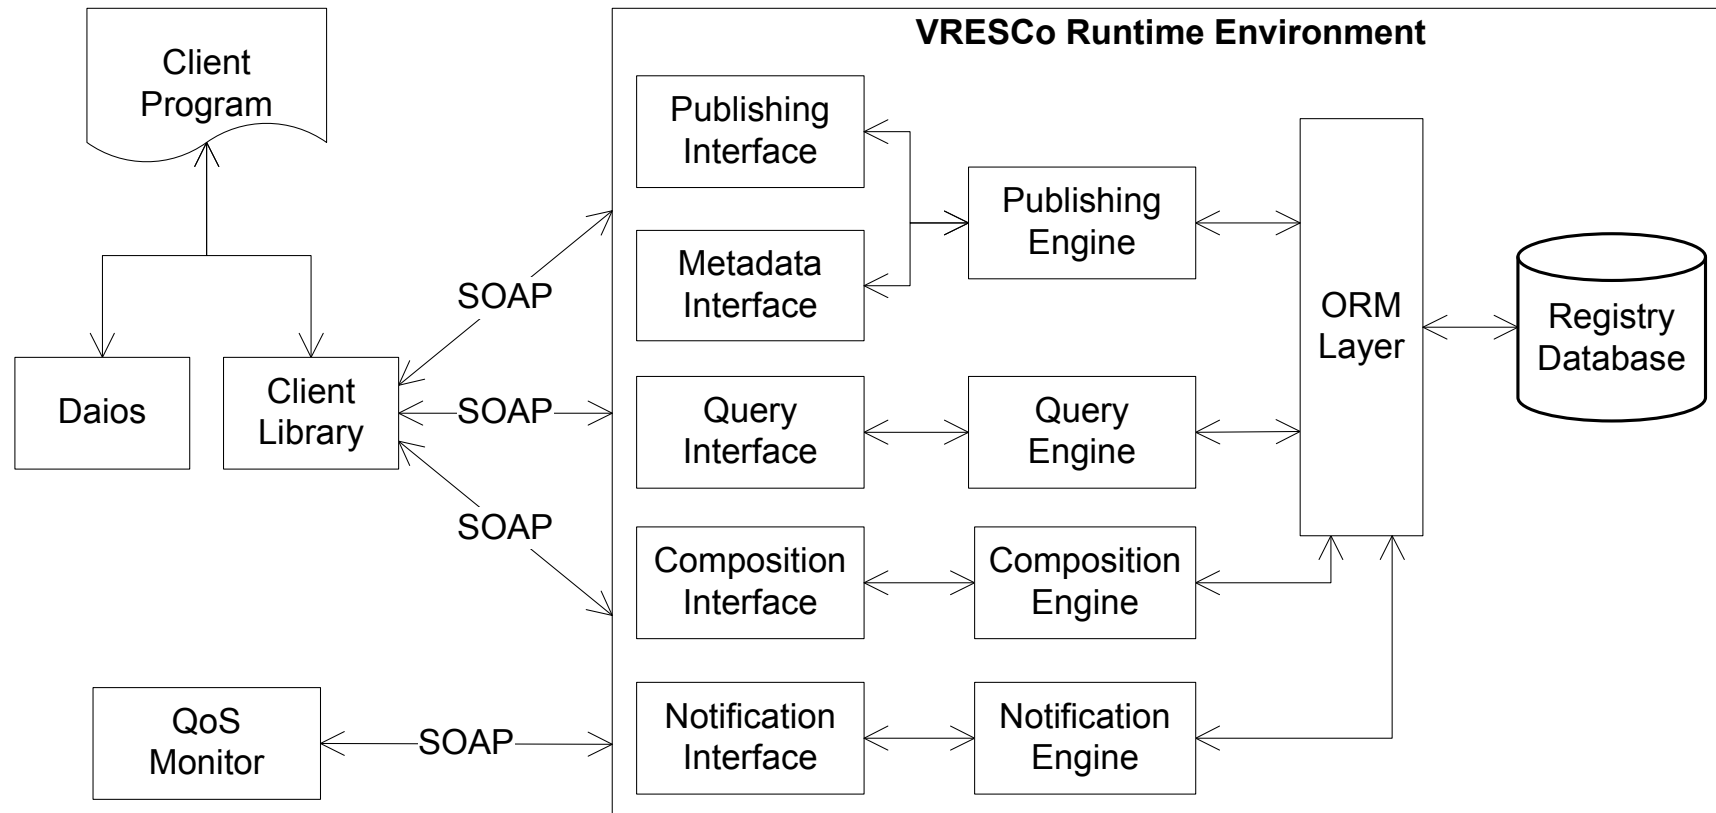 VRESCo Runtime Environment
Client
Program
Daios
Client
Library
QoS
Monitor
SOAP
SOAP
SOAP
SOAP
Publishing
Interface
Metadata
Interface
Query
Interface
Composition
Interface
Notification
Interface
Publishing
Engine
Query
Engine
Composition
Engine
Notification
Engine
ORM
Layer
Registry
Database